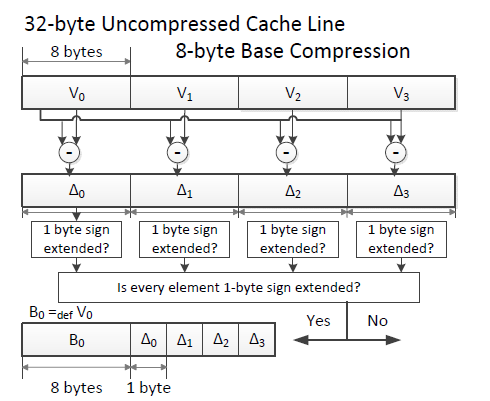 32-byte Uncompressed Cache Line
8-byte Base Compression
8 bytes
V0 V1 V2 V3
- - - -
Δ0 Δ1 Δ2 Δ3
1 byte sign extended?
1 byte sign extended?
1 byte sign extended?
1 byte sign extended?
Is every element 1-byte sign extended?
B0 =def V0
Yes No
B0 Δ0 Δ1 Δ2 Δ3
8 bytes 1 byte